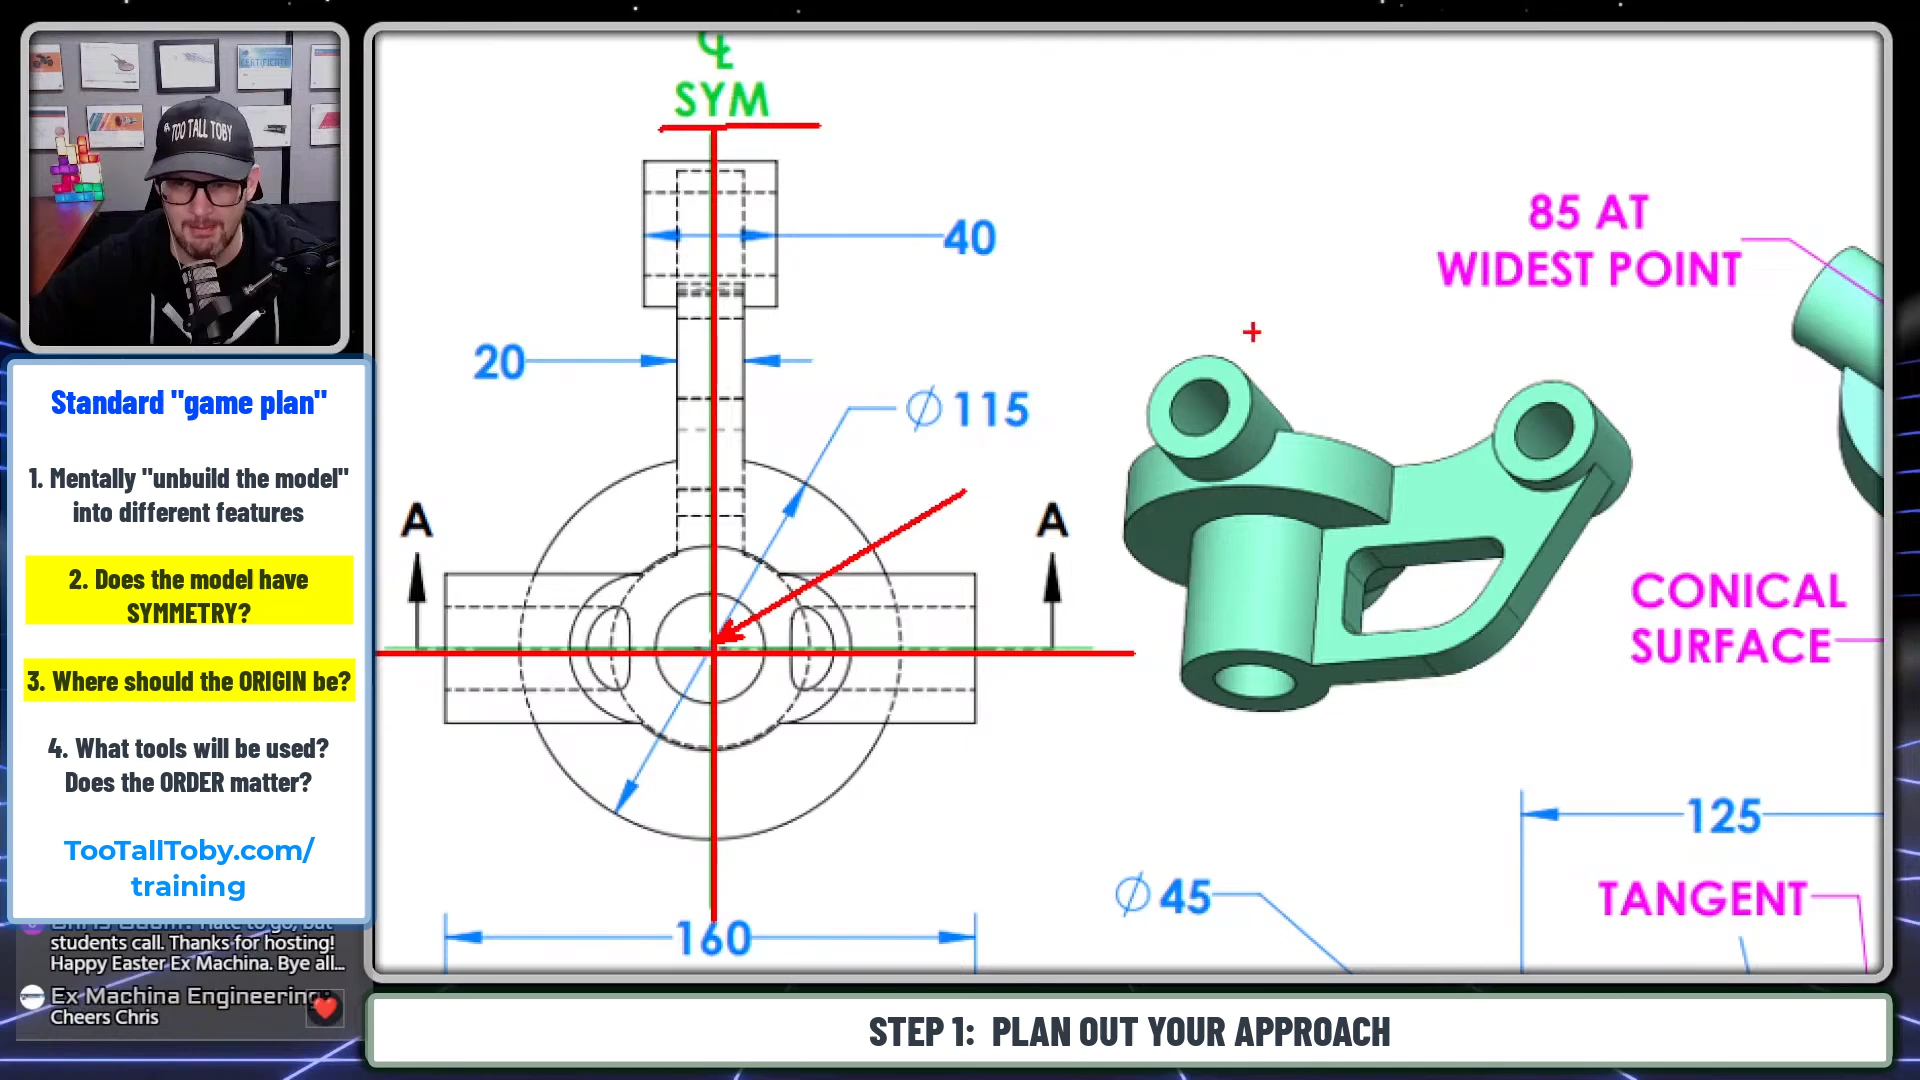 TOO TALL TOBY
CERTIFICATE
Standard "game plan"
1. Mentally "unbuild the model"
into different features
2. Does the model have
SYMMETRY?
3. Where should the ORIGIN be?
4. What tools will be used?
Does the ORDER matter?
TooTallToby.com/
training
students call. Thanks for hosting!
Happy Easter Ex Machina. Bye all...
Ex Machina Engineering
Cheers Chris
℄
SYM
40
20
∅ 115
A
A
160
85 AT
WIDEST POINT
CONICAL
SURFACE
125
∅ 45
TANGENT
STEP 1: PLAN OUT YOUR APPROACH